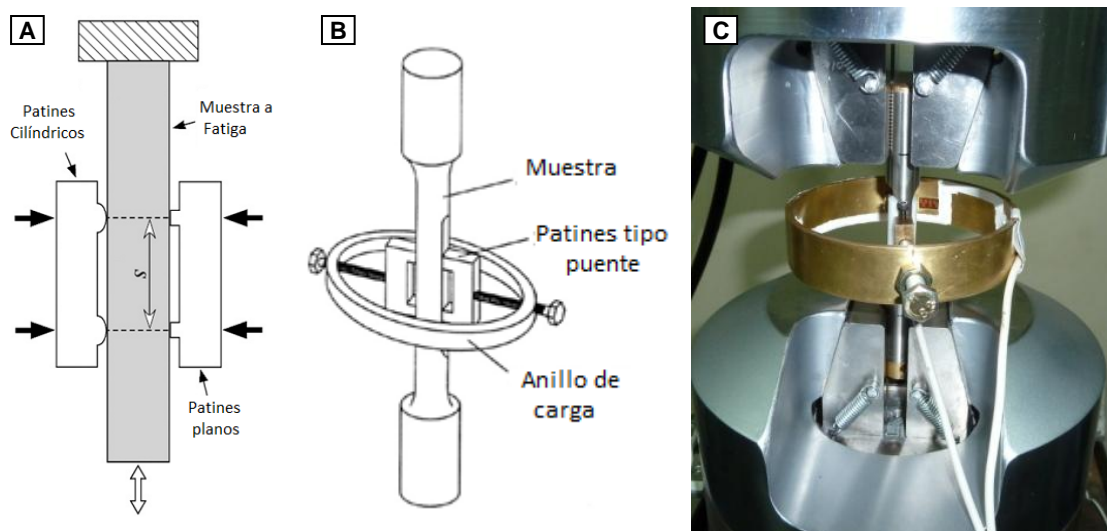 A
Patines
Cilíndricos
Muestra a
Fatiga
S
Patines
planos
B
Muestra
Patines tipo
puente
Anillo de
carga
C